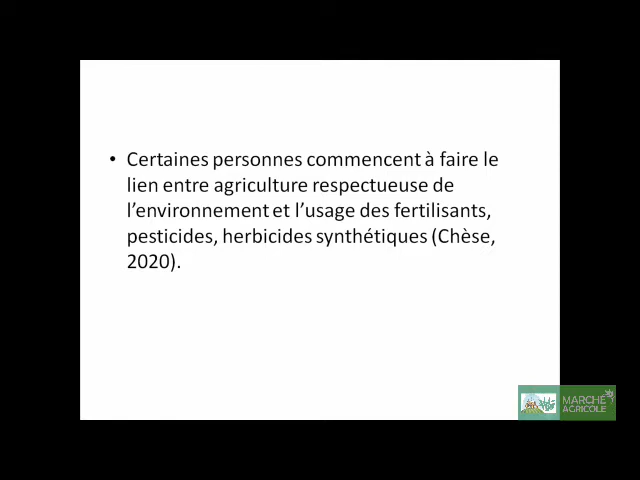 • Certaines personnes commencent à faire le
lien entre agriculture respectueuse de
l'environnement et l'usage des fertilisants,
pesticides, herbicides synthétiques (Chèse,
2020).
MARCHÉ
AGRICOLE